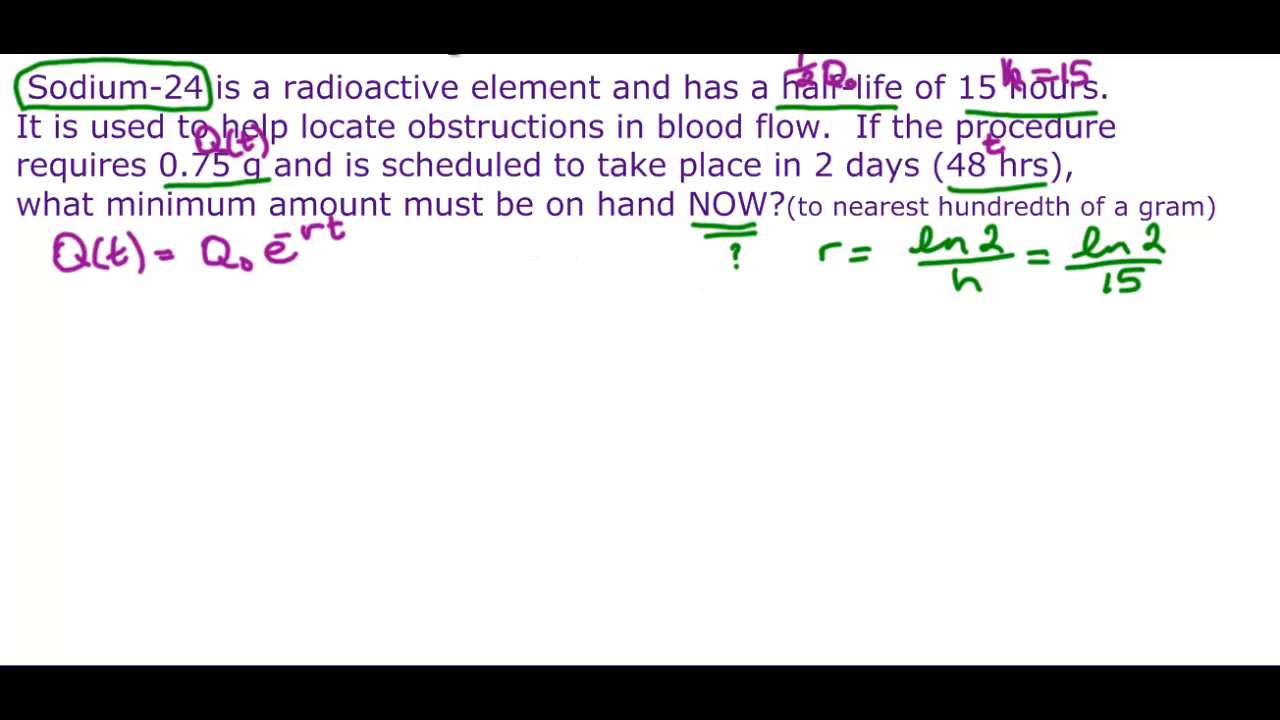 ½Q₀ h=15
Sodium-24 is a radioactive element and has a half-life of 15 hours.
It is used to help locate obstructions in blood flow. If the procedure
Q(t) t
requires 0.75 g and is scheduled to take place in 2 days (48 hrs),
what minimum amount must be on hand NOW?(to nearest hundredth of a gram)
Q(t) = Q₀ e^-rt ? r = ln 2/h = ln 2/15